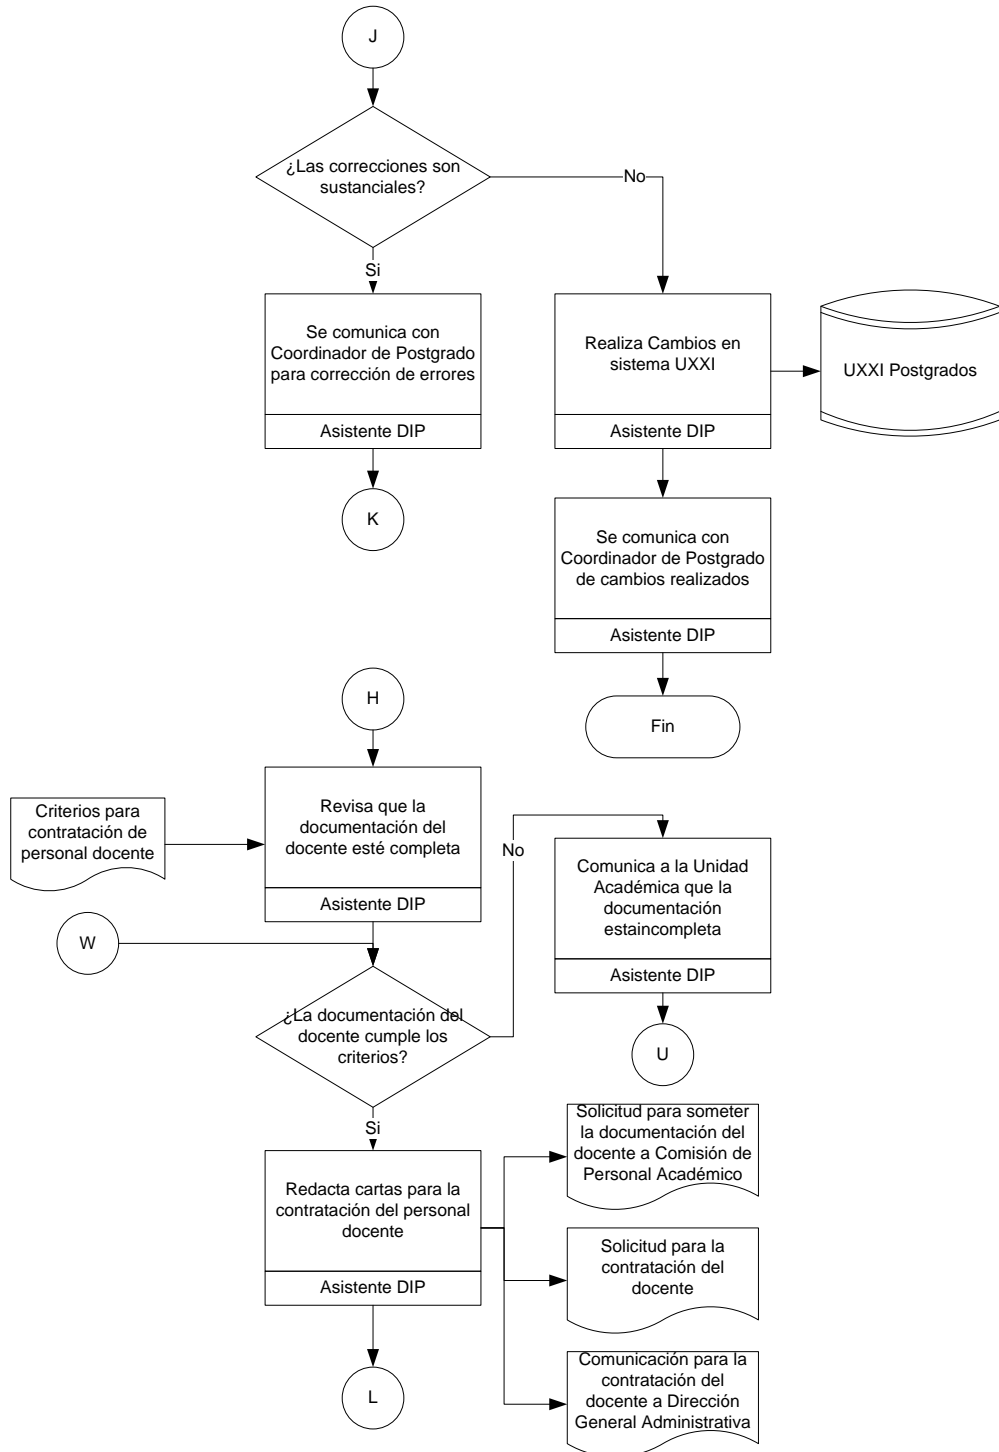 J
¿Las correcciones son
sustanciales?
No
Si
Se comunica con
Coordinador de Postgrado
para corrección de errores
Asistente DIP
K
Realiza Cambios en
sistema UXXI
Asistente DIP
UXXI Postgrados
Se comunica con
Coordinador de Postgrado
de cambios realizados
Asistente DIP
Fin
H
Criterios para
contratación de
personal docente
Revisa que la
documentación del
docente esté completa
Asistente DIP
W
¿La documentación del
docente cumple los
criterios?
No
Comunica a la Unidad
Académica que la
documentación
estaincompleta
Asistente DIP
U
Si
Redacta cartas para la
contratación del personal
docente
Asistente DIP
L
Solicitud para someter
la documentación del
docente a Comisión de
Personal Académico
Solicitud para la
contratación del
docente
Comunicación para la
contratación del
docente a Dirección
General Administrativa